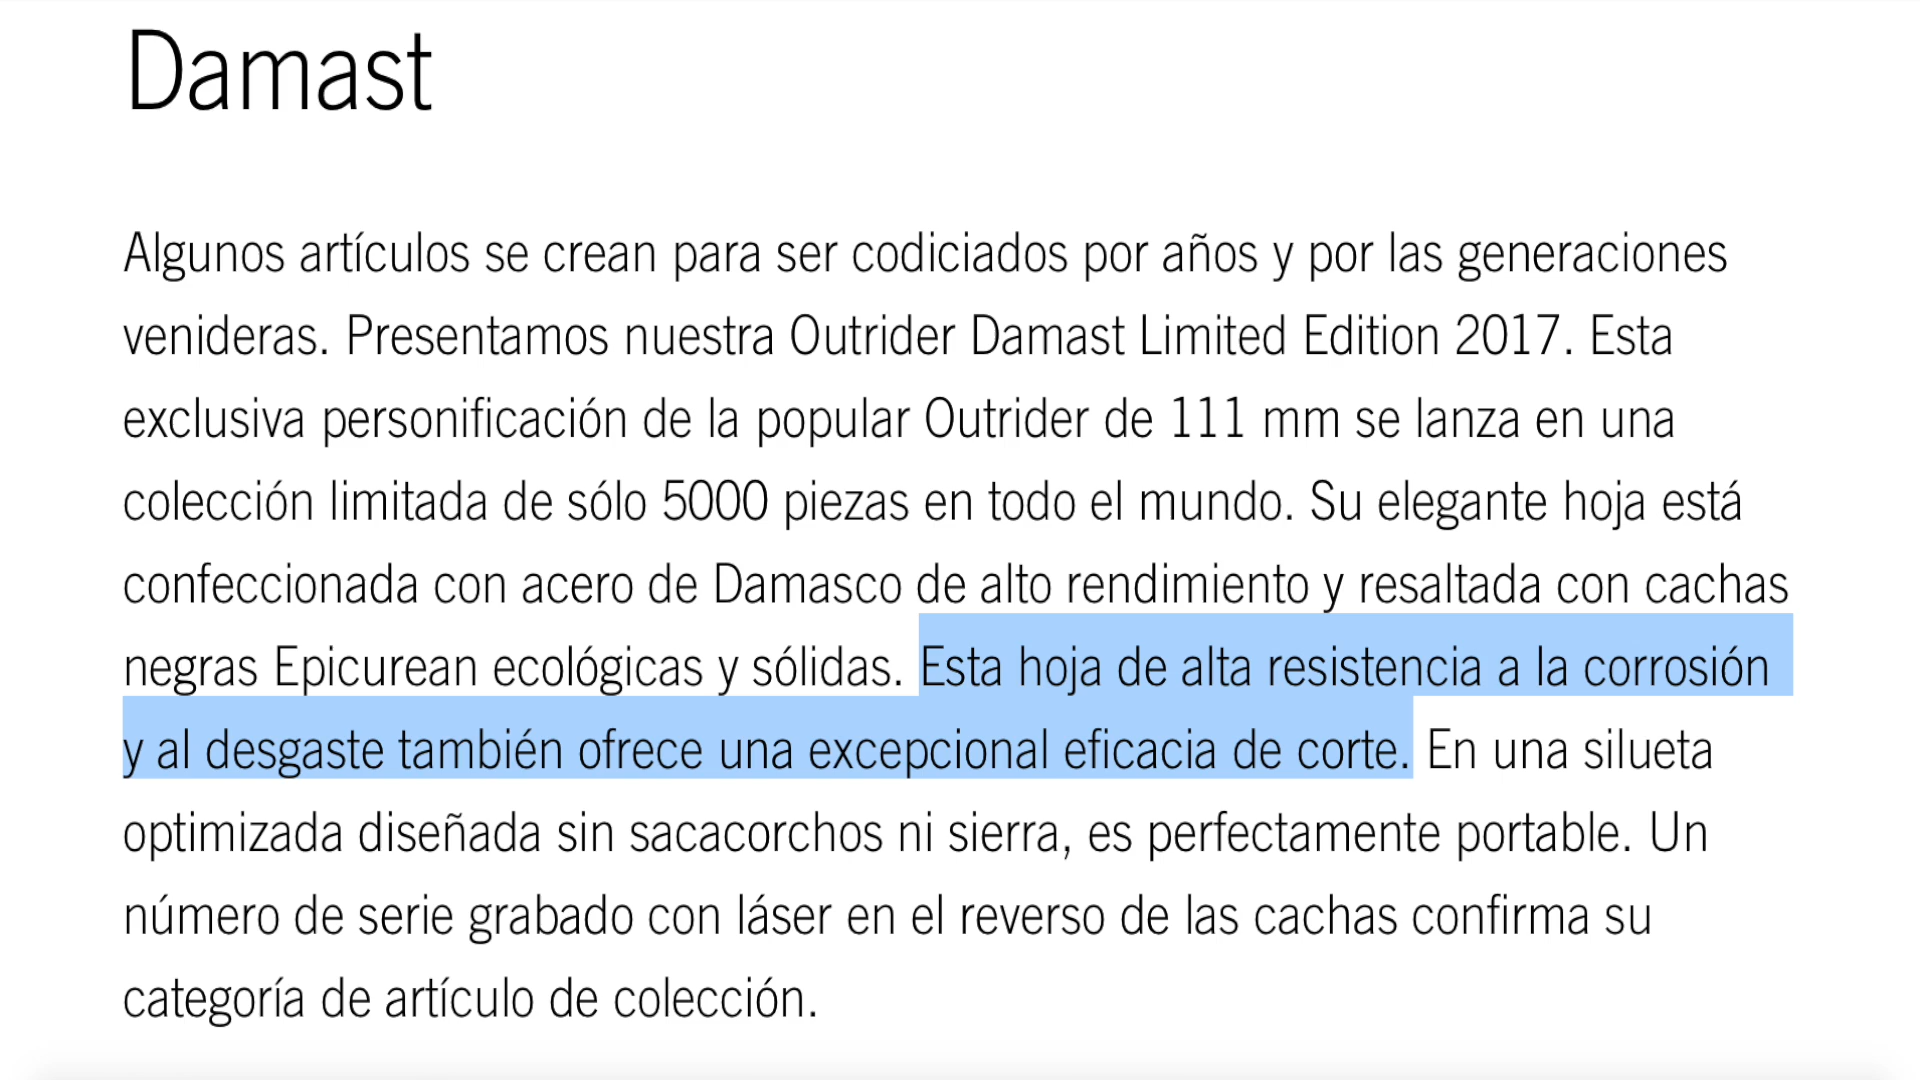 Damast
Algunos artículos se crean para ser codiciados por años y por las generaciones
venideras. Presentamos nuestra Outrider Damast Limited Edition 2017. Esta
exclusiva personificación de la popular Outrider de 111 mm se lanza en una
colección limitada de sólo 5000 piezas en todo el mundo. Su elegante hoja está
confeccionada con acero de Damasco de alto rendimiento y resaltada con cachas
negras Epicurean ecológicas y sólidas. Esta hoja de alta resistencia a la corrosión
y al desgaste también ofrece una excepcional eficacia de corte. En una silueta
optimizada diseñada sin sacacorchos ni sierra, es perfectamente portable. Un
número de serie grabado con láser en el reverso de las cachas confirma su
categoría de artículo de colección.